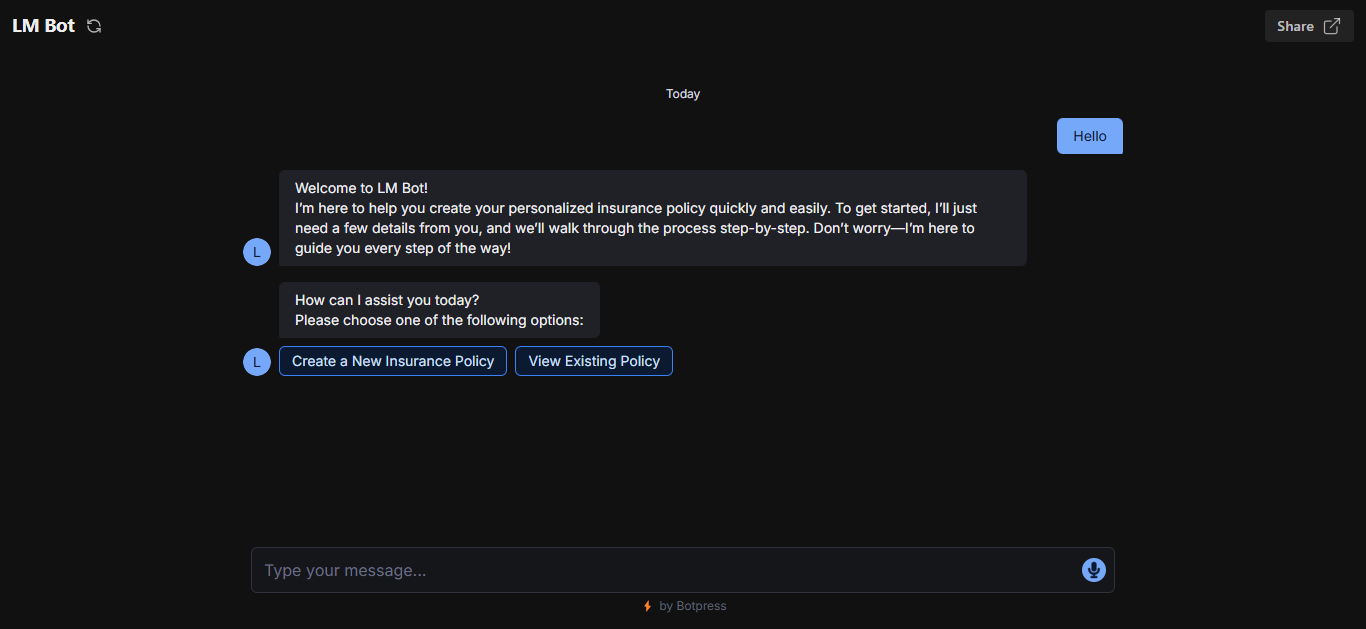 LM Bot
Share
Today
Hello
Welcome to LM Bot!
I’m here to help you create your personalized insurance policy quickly and easily. To get started, I’ll just
need a few details from you, and we’ll walk through the process step-by-step. Don’t worry—I’m here to
guide you every step of the way!
L
How can I assist you today?
Please choose one of the following options:
L
Create a New Insurance Policy
View Existing Policy
Type your message...
by Botpress